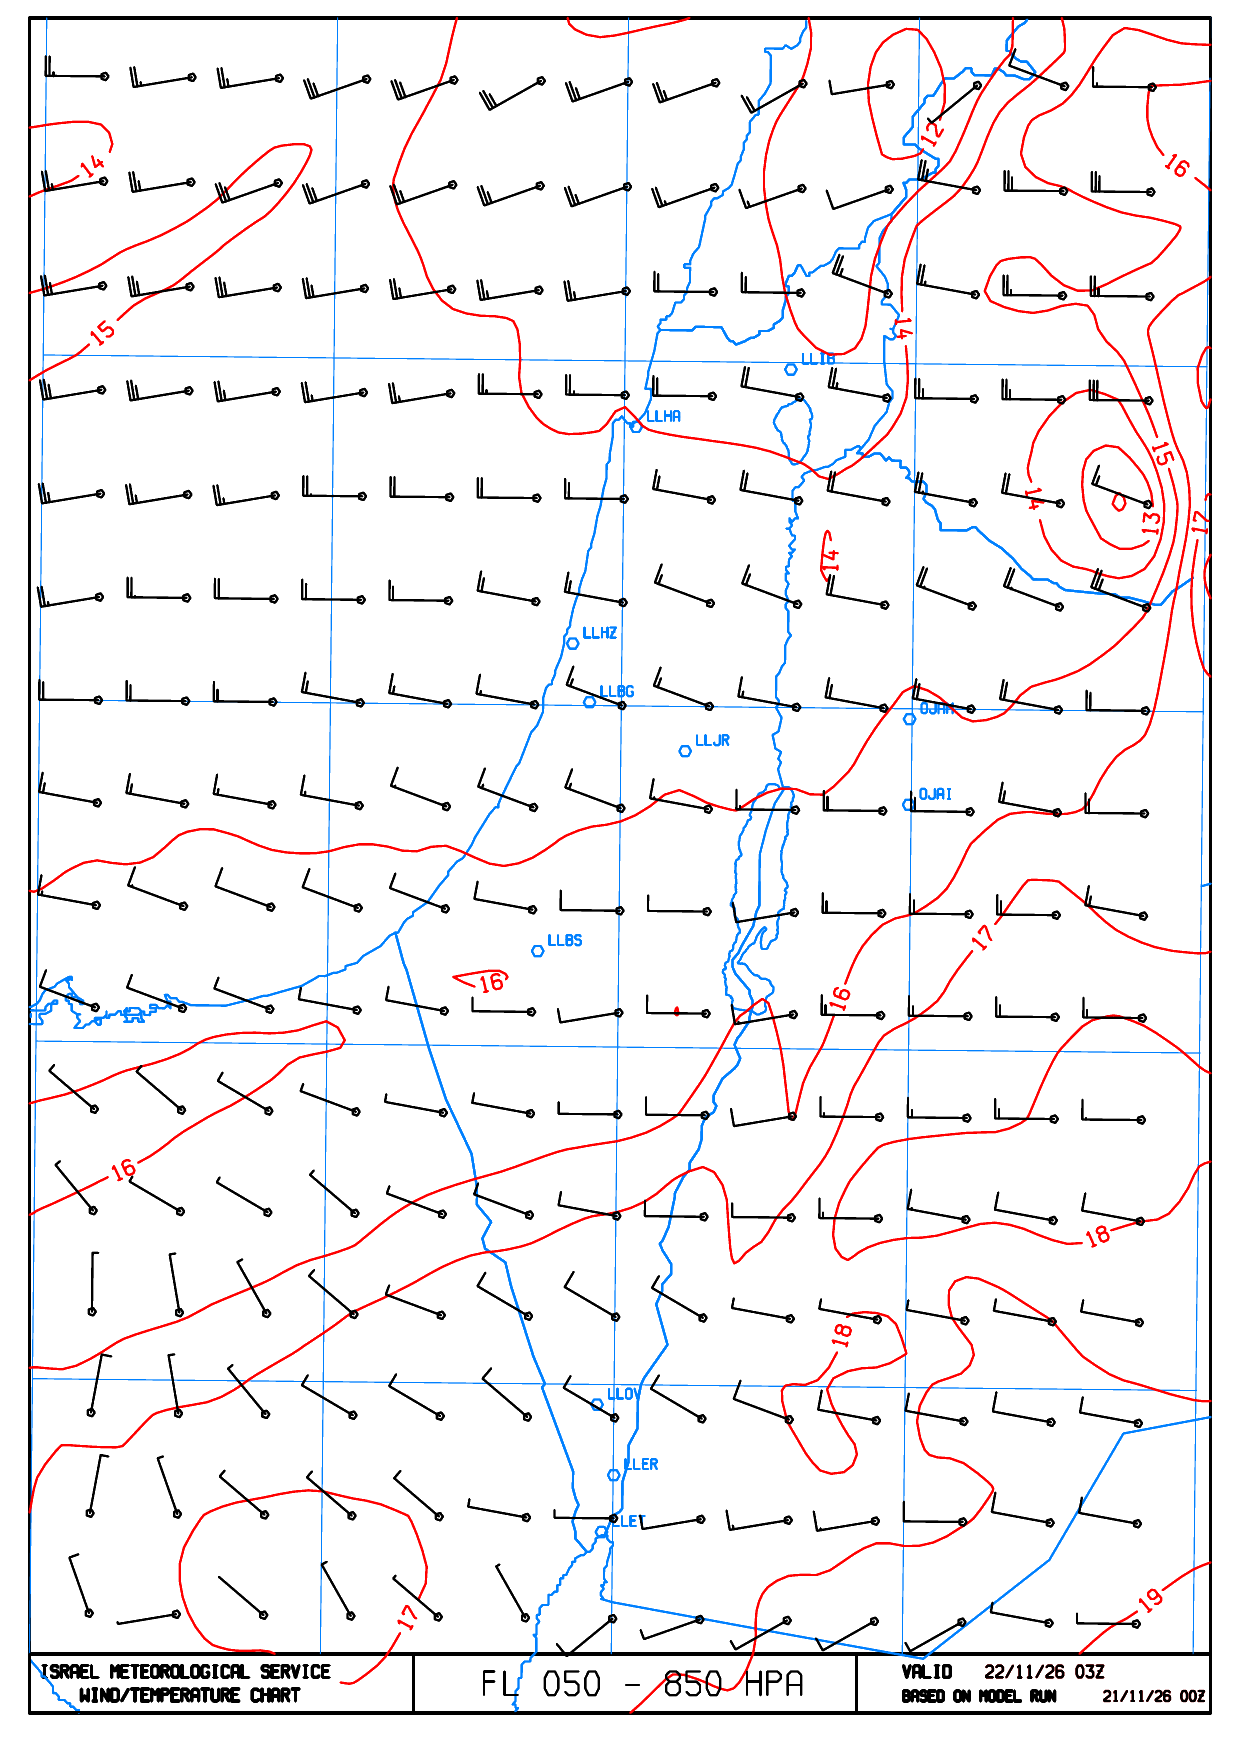 12
16
14
15
14
LLIB
LLHA
15
14
13
17
14
LLHZ
LLBG
OJAM
LLJR
OJAI
17
LLBS
16
16
16
18
18
LLOV
LLER
LLET
19
17
ISRAEL METEOROLOGICAL SERVICE
WIND/TEMPERATURE CHART
FL 050 - 850 HPA
VALID 22/11/26 03Z
BASED ON MODEL RUN 21/11/26 00Z